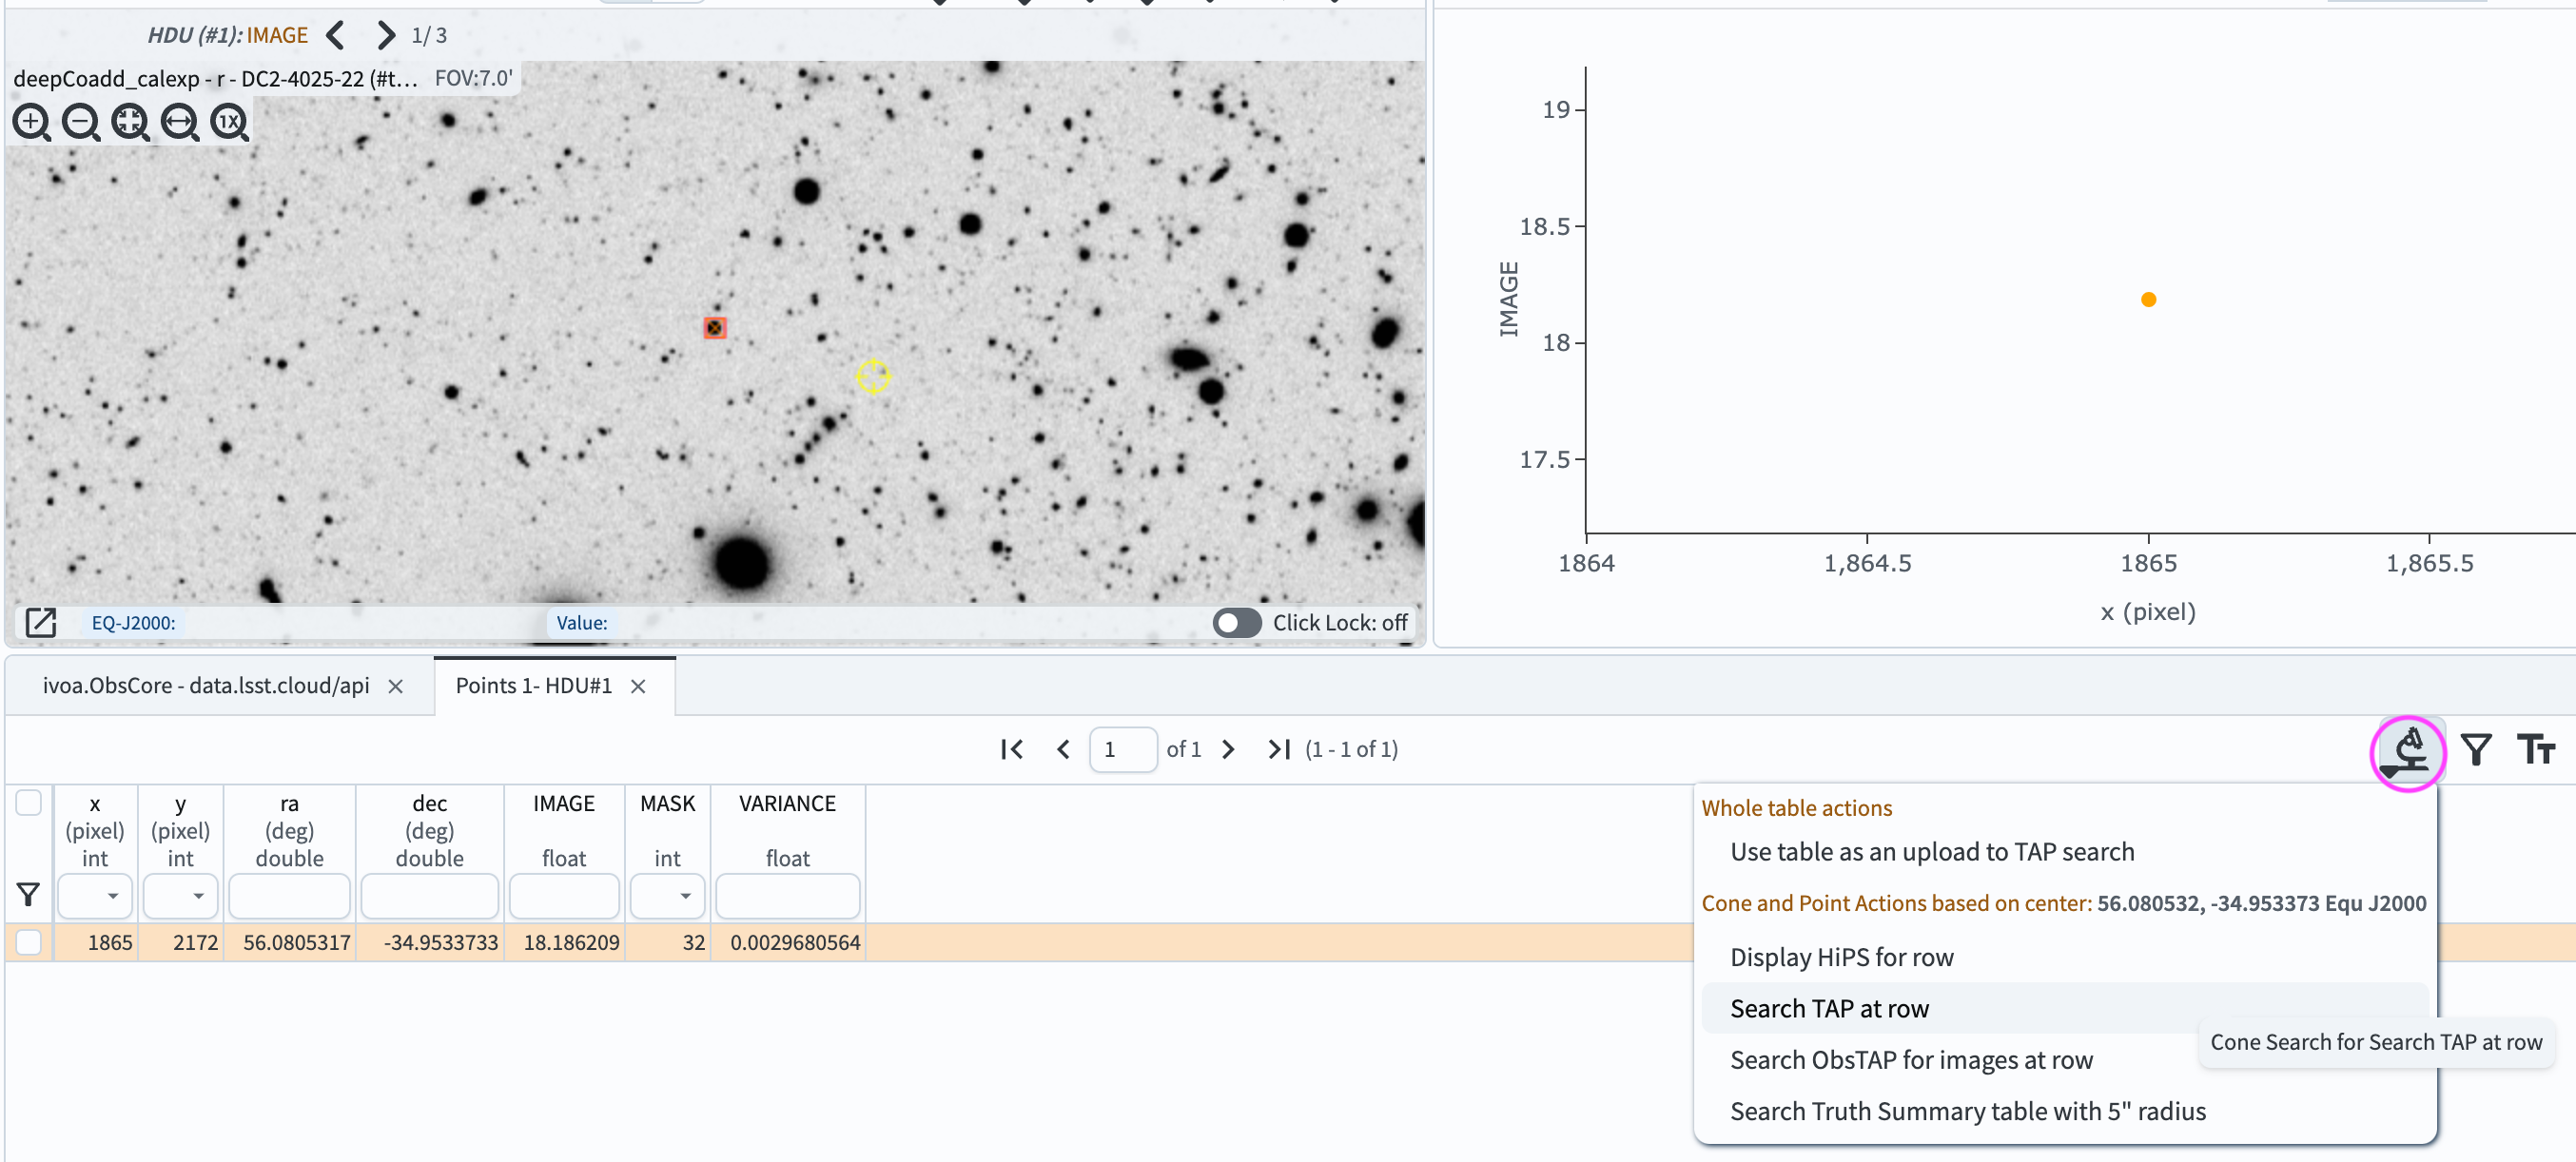 HDU (#1): IMAGE 1/ 3
deepCoadd_calexp - r - DC2-4025-22 (#t... FOV:7.0'
1X
EQ-J2000: Value: Click Lock: off
19
18.5
18
17.5
IMAGE
1864 1,864.5 1865 1,865.5
x (pixel)
ivoa.ObsCore - data.lsst.cloud/api Points 1- HDU#1
1 of 1 (1 - 1 of 1)
x y ra dec IMAGE MASK VARIANCE
(pixel) (pixel) (deg) (deg)
int int double double float int float
1865 2172 56.0805317 -34.9533733 18.186209 32 0.0029680564
Whole table actions
Use table as an upload to TAP search
Cone and Point Actions based on center: 56.080532, -34.953373 Equ J2000
Display HiPS for row
Search TAP at row
Cone Search for Search TAP at row
Search ObsTAP for images at row
Search Truth Summary table with 5" radius